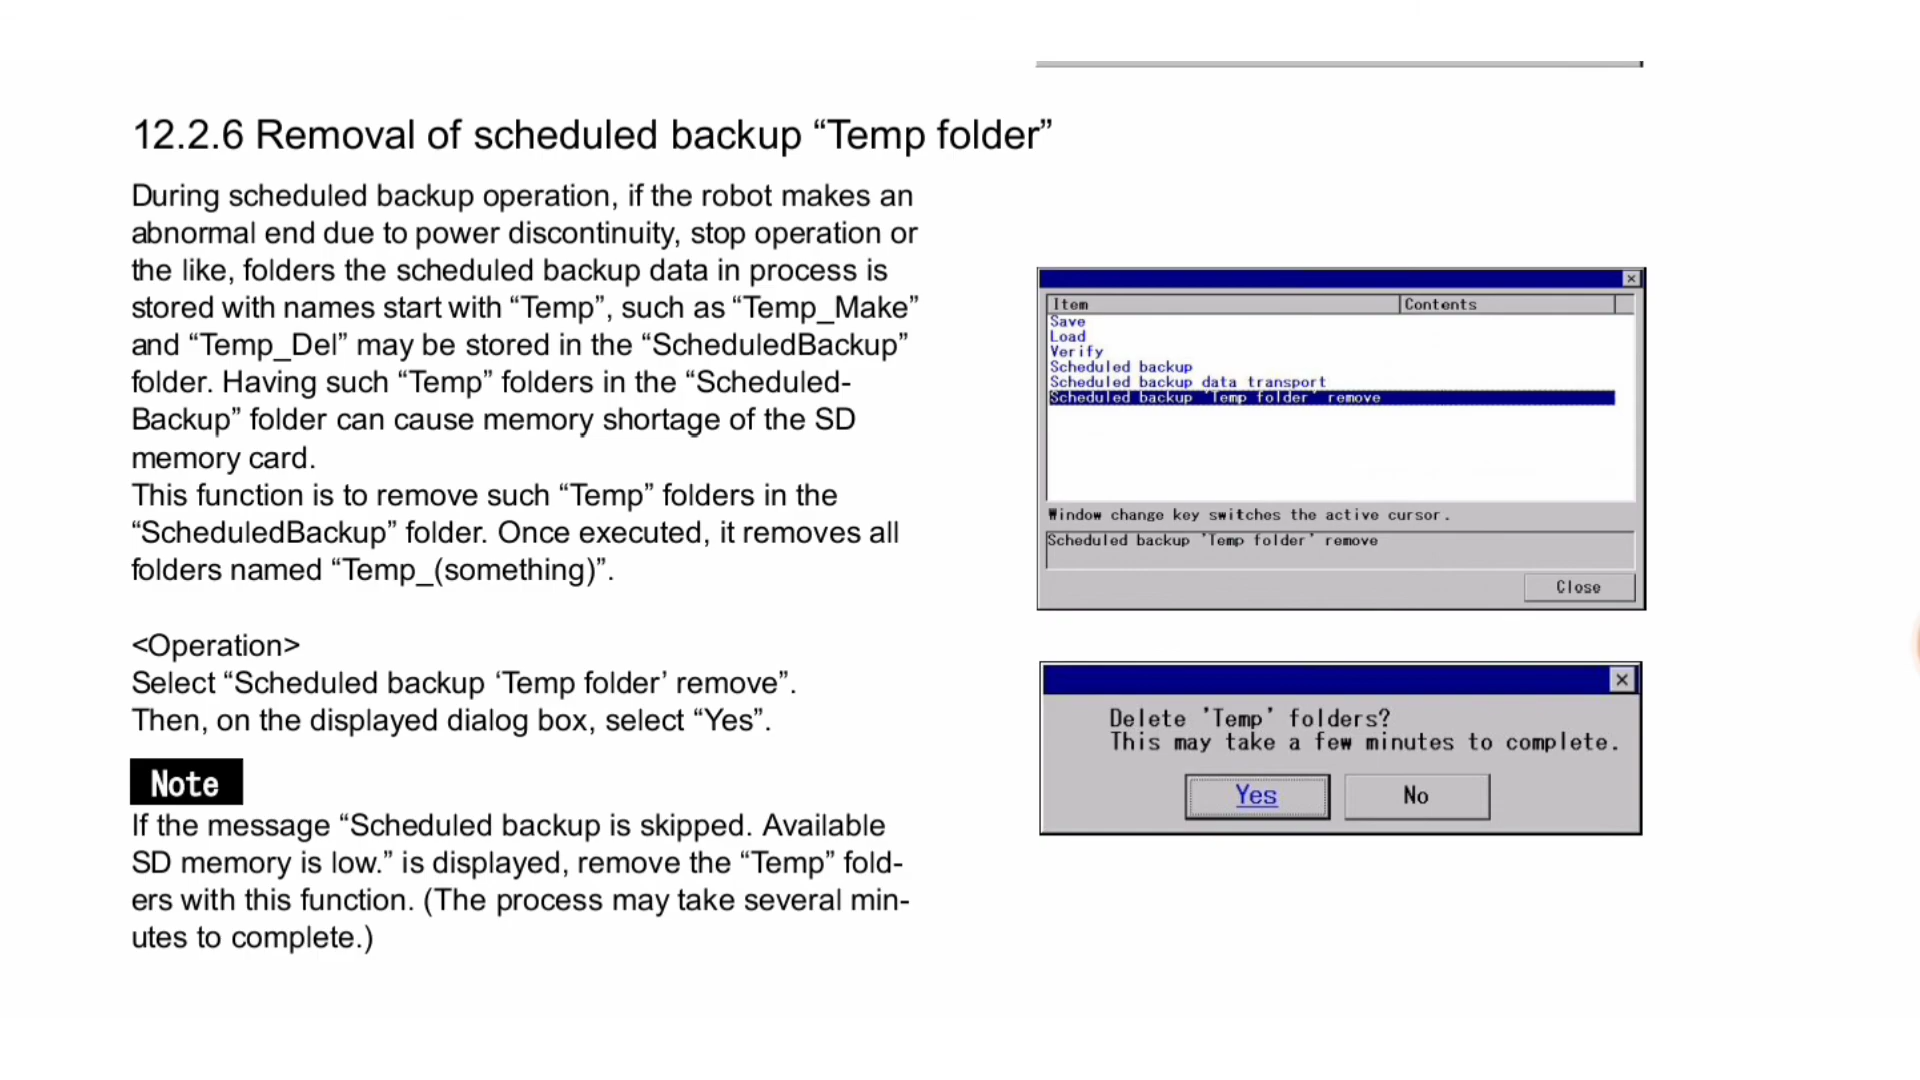 12.2.6 Removal of scheduled backup “Temp folder”
During scheduled backup operation, if the robot makes an
abnormal end due to power discontinuity, stop operation or
the like, folders the scheduled backup data in process is
stored with names start with “Temp”, such as “Temp_Make”
and “Temp_Del” may be stored in the “ScheduledBackup”
folder. Having such “Temp” folders in the “Scheduled-
Backup” folder can cause memory shortage of the SD
memory card.
This function is to remove such “Temp” folders in the
“ScheduledBackup” folder. Once executed, it removes all
folders named “Temp_(something)”.
<Operation>
Select “Scheduled backup ‘Temp folder’ remove”.
Then, on the displayed dialog box, select “Yes”.
Note
If the message “Scheduled backup is skipped. Available
SD memory is low.” is displayed, remove the “Temp” fold-
ers with this function. (The process may take several min-
utes to complete.)
Item Contents
Save
Load
Verify
Scheduled backup
Scheduled backup data transport
Scheduled backup 'Temp folder' remove
Window change key switches the active cursor.
Scheduled backup 'Temp folder' remove
Close
Delete 'Temp' folders?
This may take a few minutes to complete.
Yes No